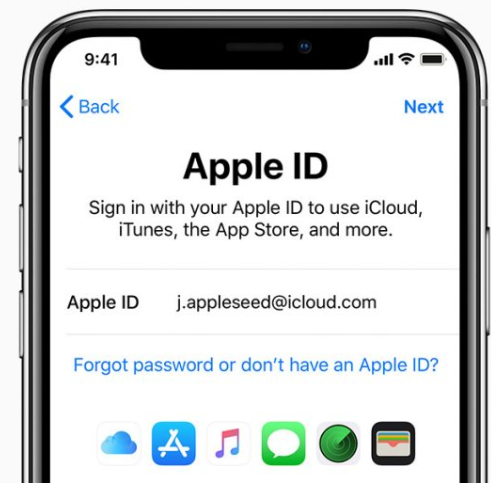 9:41
Back
Next
Apple ID
Sign in with your Apple ID to use iCloud,
iTunes, the App Store, and more.
Apple ID j.appleseed@icloud.com
Forgot password or don't have an Apple ID?